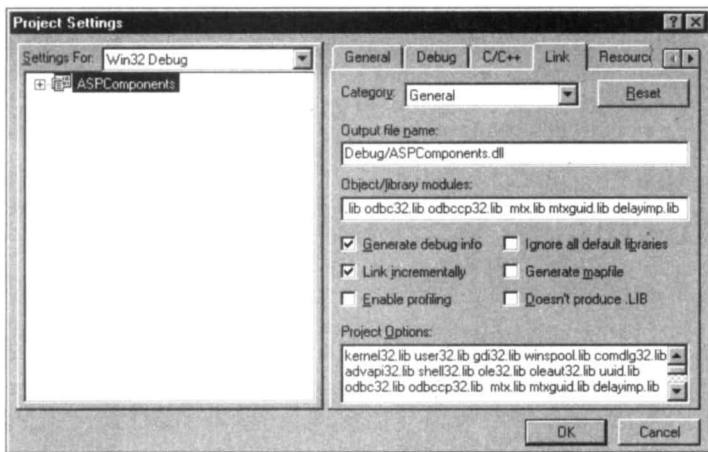 Project Settings
Settings For: Win32 Debug
ASPComponents
General Debug C/C++ Link
Category: General Reset
Output file name:
Debug/ASPComponents.dll
Object/library modules:
.lib odbc32.lib odbccp32.lib mtx.lib mtxguid.lib delayimp.lib
Generate debug info Ignore all default libraries
Link incrementally Generate mapfile
Enable profiling Doesn't produce .LIB
Project Options:
kernel32.lib user32.lib gdi32.lib winspool.lib comdlg32.lib
advapi32.lib shell32.lib ole32.lib oleaut32.lib uuid.lib
odbc32.lib odbccp32.lib mtx.lib mtxguid.lib delayimp.lib
OK Cancel